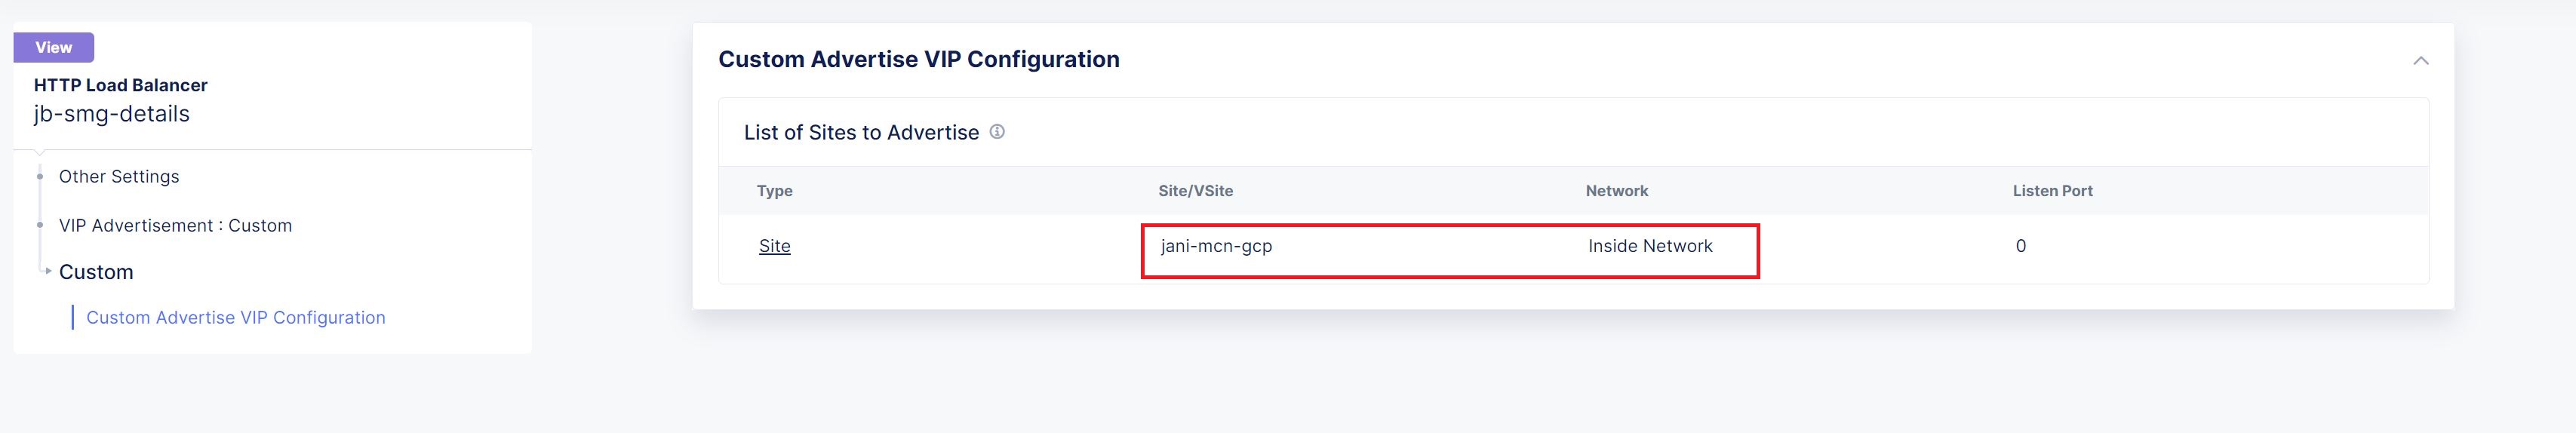 View
HTTP Load Balancer
jb-smg-details
Other Settings
VIP Advertisement : Custom
Custom
Custom Advertise VIP Configuration
Custom Advertise VIP Configuration
List of Sites to Advertise
Type Site/VSite Network Listen Port
Site jani-mcn-gcp Inside Network 0